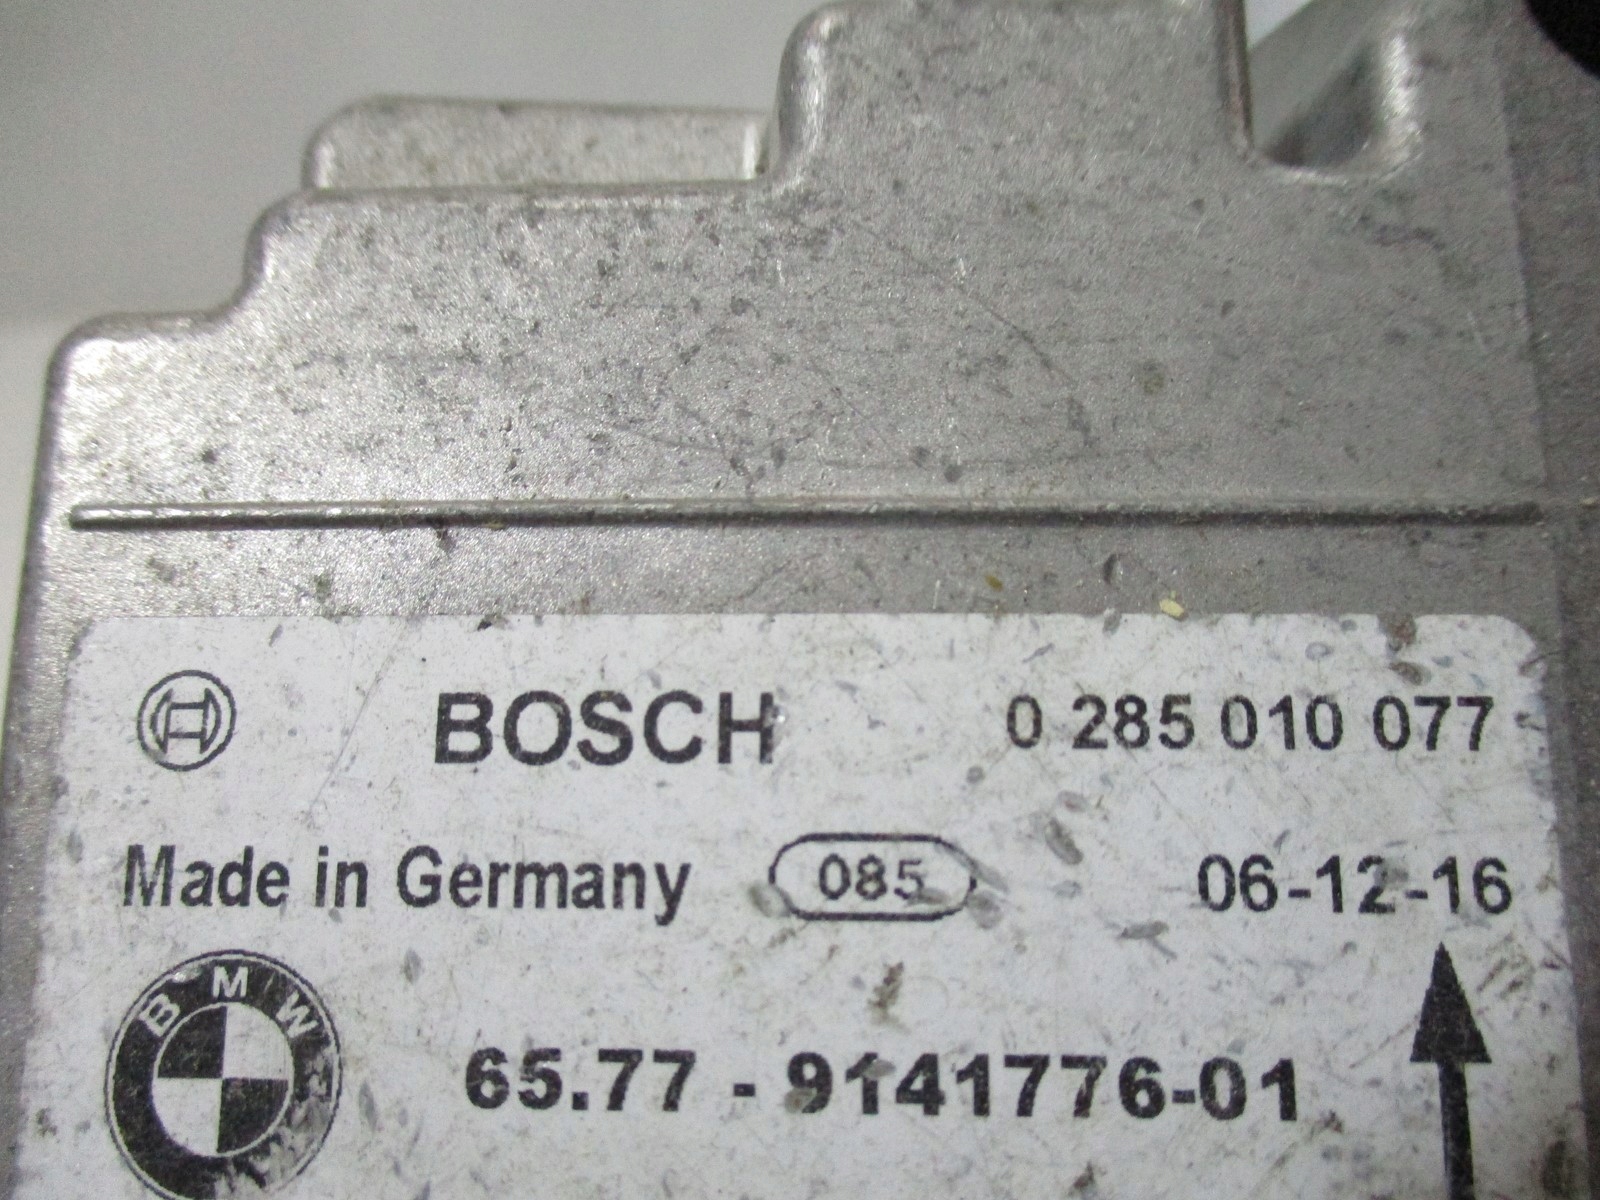 BOSCH 0 285 010 077
Made in Germany 085 06-12-16
BMW
65.77 - 9141776-01